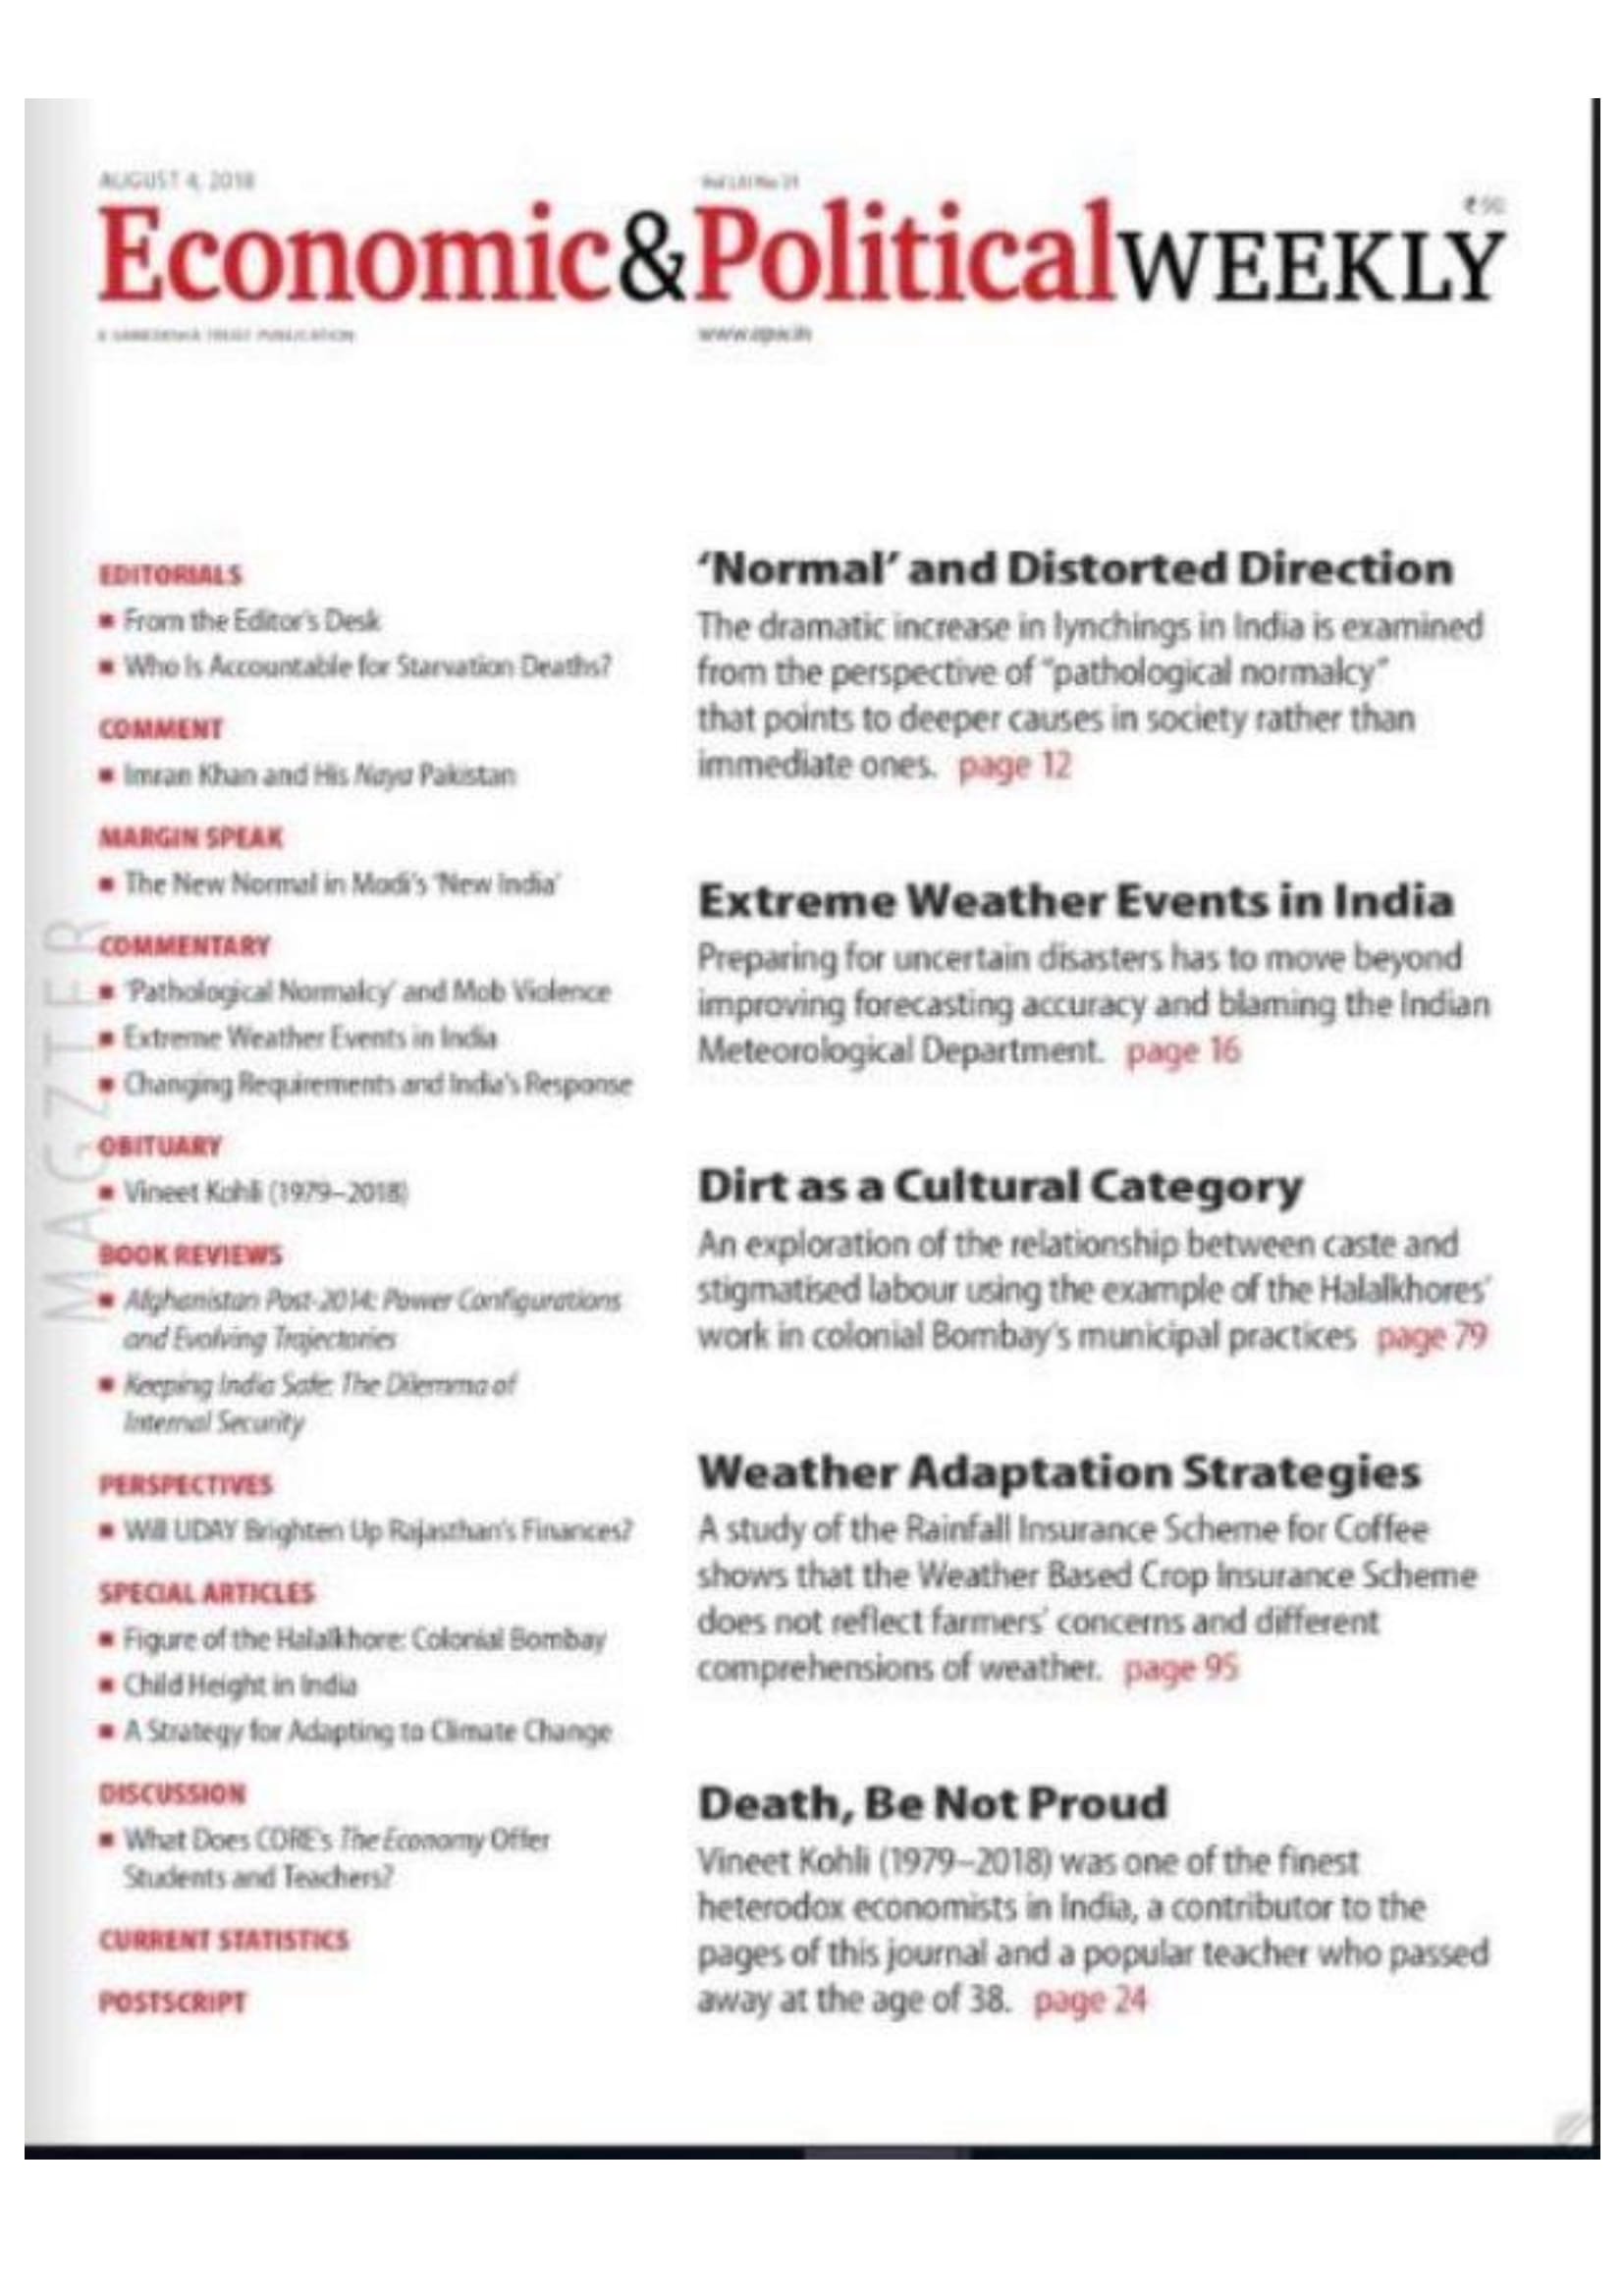 AUGUST 4, 2018
Vol LIII No 31
₹ 90
Economic&PoliticalWEEKLY
A SAMEEKSHA TRUST PUBLICATION
www.epw.in
EDITORIALS
■ From the Editor's Desk
■ Who Is Accountable for Starvation Deaths?
COMMENT
■ Imran Khan and His Naya Pakistan
MARGIN SPEAK
■ The New Normal in Modi's 'New India'
COMMENTARY
■ 'Pathological Normalcy' and Mob Violence
■ Extreme Weather Events in India
■ Changing Requirements and India's Response
OBITUARY
■ Vineet Kohli (1979–2018)
BOOK REVIEWS
■ Afghanistan Post-2014: Power Configurations
and Evolving Trajectories
■ Keeping India Safe: The Dilemma of
Internal Security
PERSPECTIVES
■ Will UDAY Brighten Up Rajasthan's Finances?
SPECIAL ARTICLES
■ Figure of the Halalkhore: Colonial Bombay
■ Child Height in India
■ A Strategy for Adapting to Climate Change
DISCUSSION
■ What Does CORE's The Economy Offer
Students and Teachers?
CURRENT STATISTICS
POSTSCRIPT
'Normal' and Distorted Direction
The dramatic increase in lynchings in India is examined
from the perspective of "pathological normalcy"
that points to deeper causes in society rather than
immediate ones. page 12
Extreme Weather Events in India
Preparing for uncertain disasters has to move beyond
improving forecasting accuracy and blaming the Indian
Meteorological Department. page 16
Dirt as a Cultural Category
An exploration of the relationship between caste and
stigmatised labour using the example of the Halalkhores'
work in colonial Bombay's municipal practices page 79
Weather Adaptation Strategies
A study of the Rainfall Insurance Scheme for Coffee
shows that the Weather Based Crop Insurance Scheme
does not reflect farmers' concerns and different
comprehensions of weather. page 95
Death, Be Not Proud
Vineet Kohli (1979–2018) was one of the finest
heterodox economists in India, a contributor to the
pages of this journal and a popular teacher who passed
away at the age of 38. page 24
MAGZTER